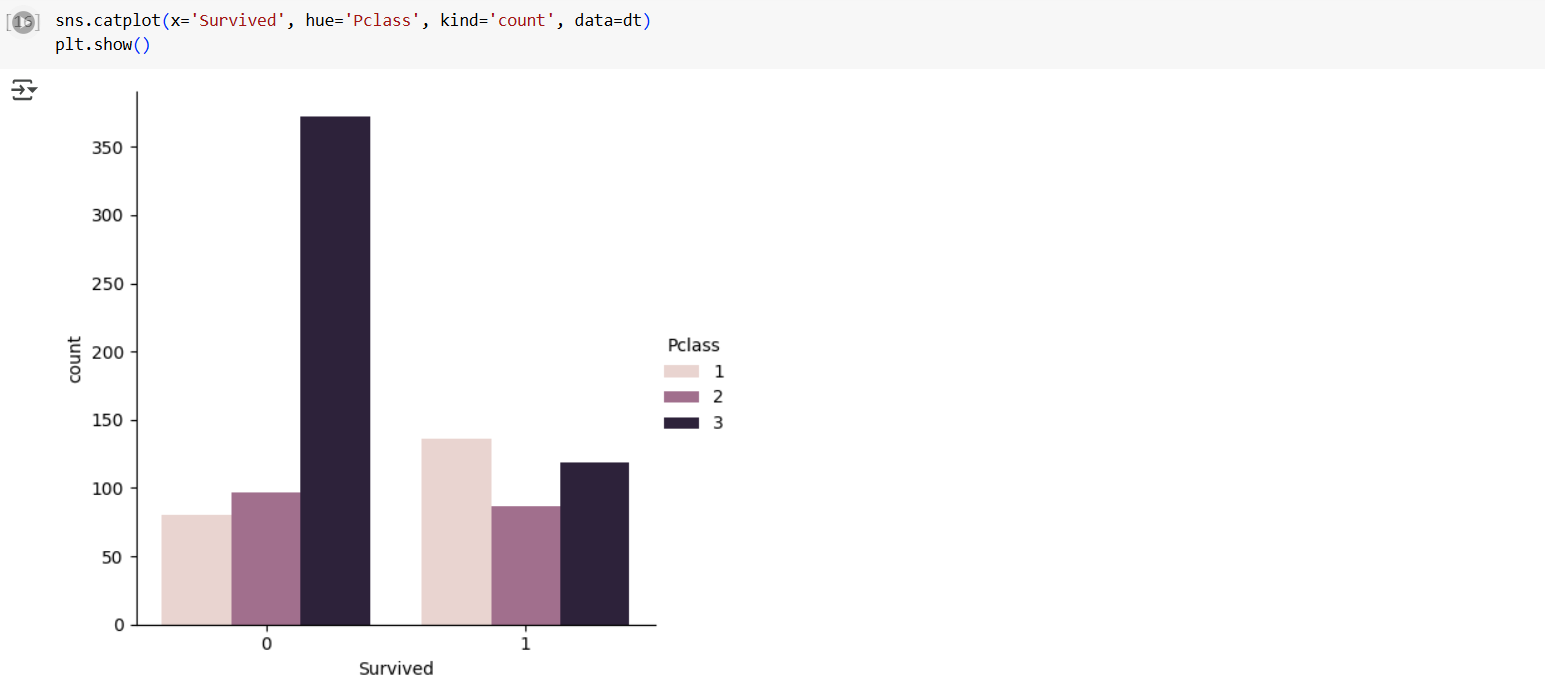 [16] sns.catplot(x='Survived', hue='Pclass', kind='count', data=dt)
plt.show()
350
300
250
200
150
100
50
0
count
0
1
Survived
Pclass
1
2
3